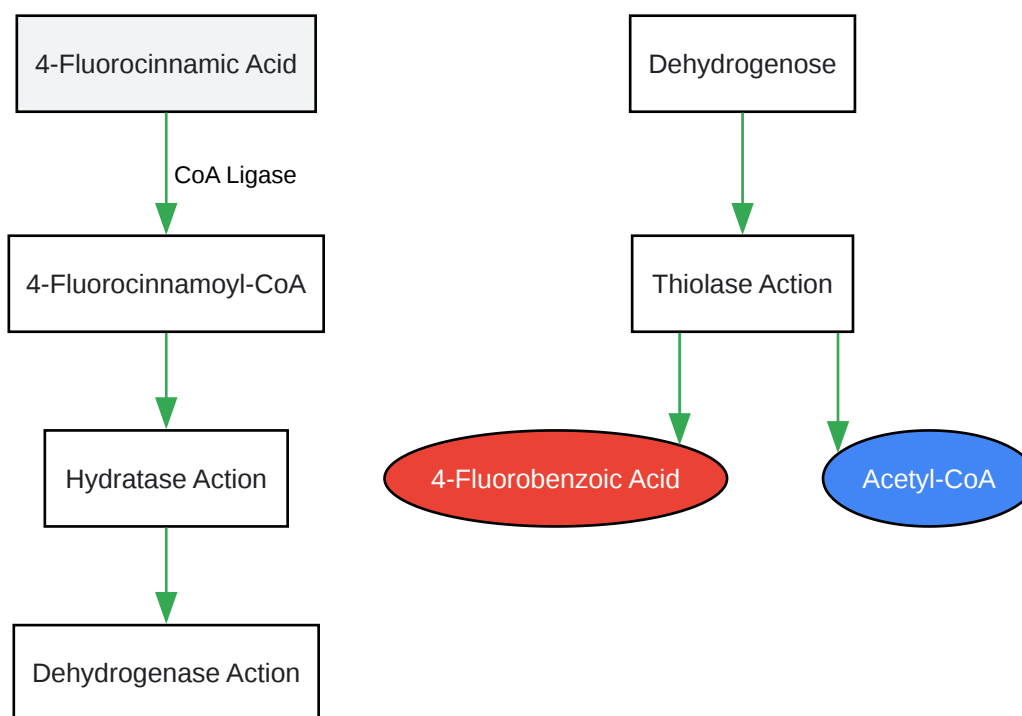 4-Fluorocinnamic Acid
CoA Ligase
4-Fluorocinnamoyl-CoA
Hydratase Action
Dehydrogenase Action
Dehydrogenose
Thiolase Action
4-Fluorobenzoic Acid
Acetyl-CoA